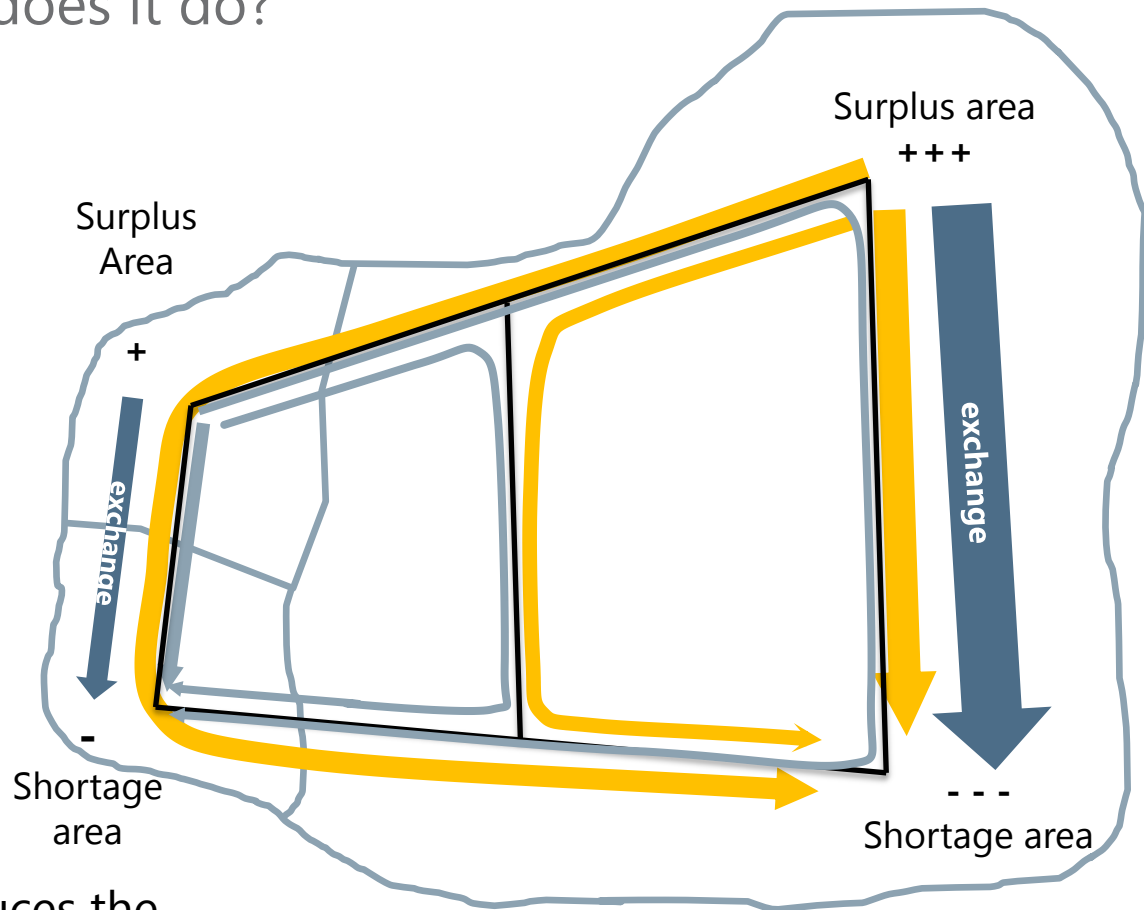 does it do?
Surplus area
+++
Surplus
Area
+
exchange
exchange
-
Shortage
area
- - -
Shortage area
uces the